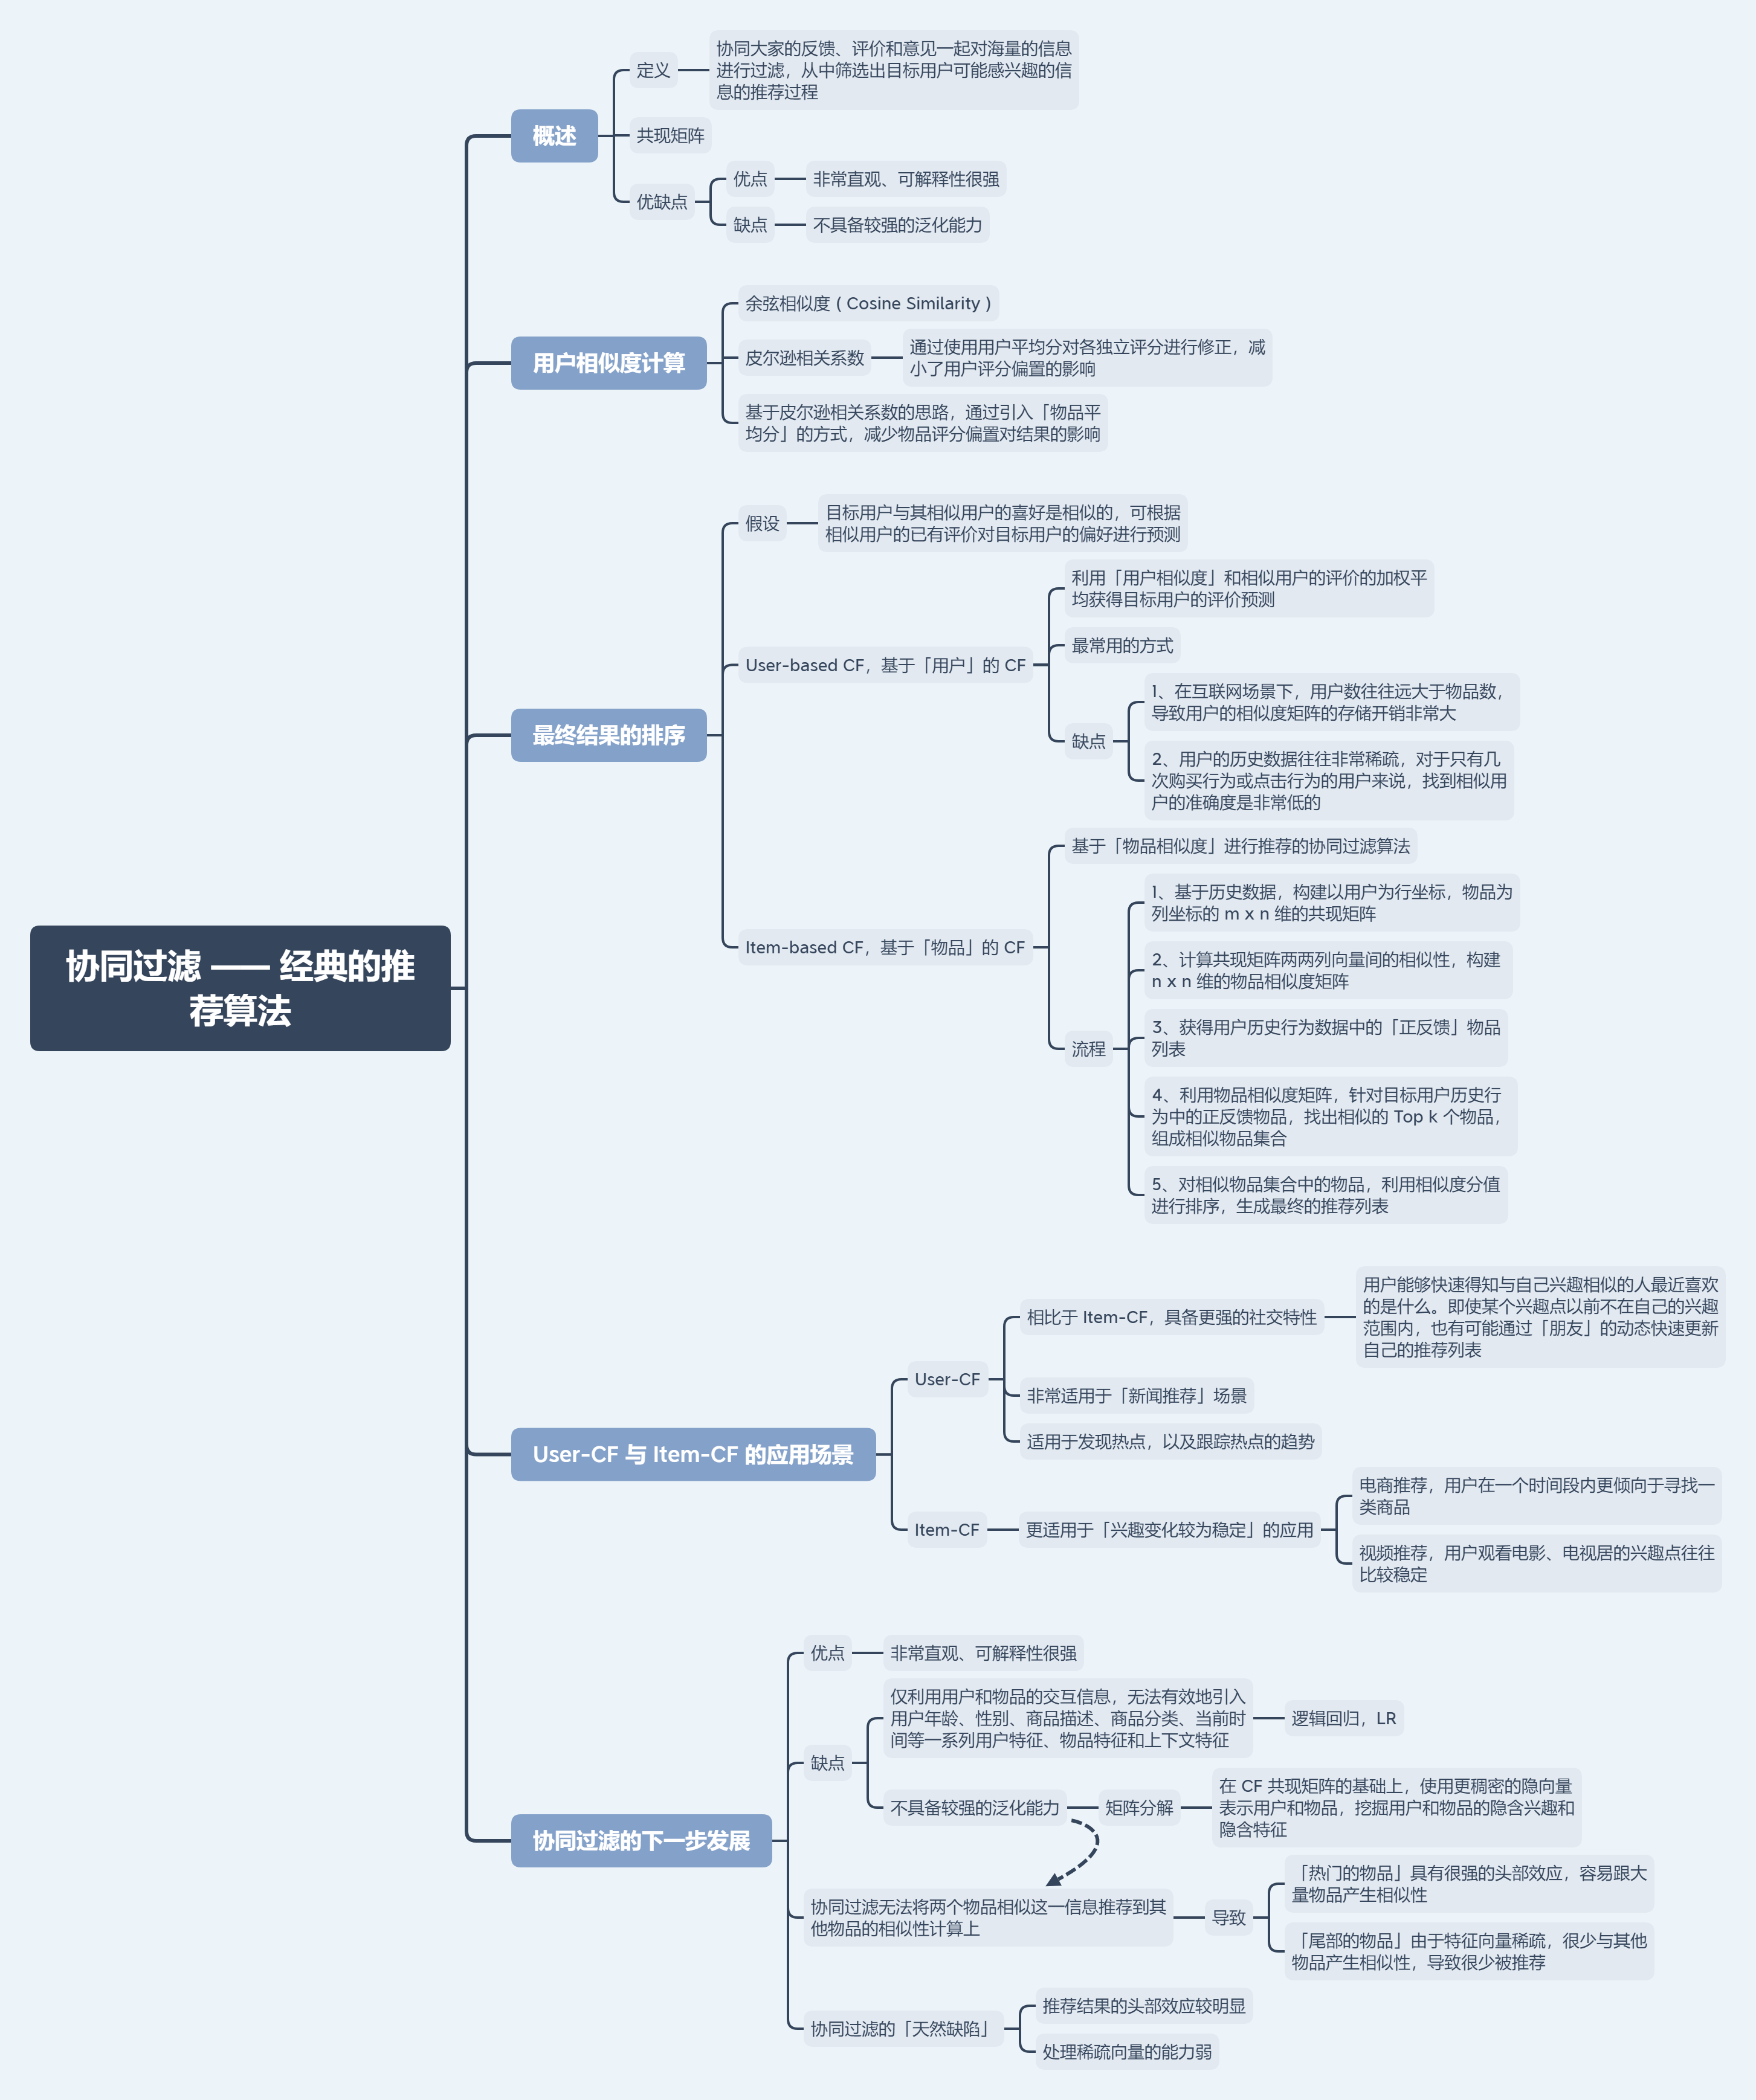 协同过滤 —— 经典的推
荐算法
概述
定义
协同大家的反馈、评价和意见一起对海量的信息
进行过滤，从中筛选出目标用户可能感兴趣的信
息的推荐过程
共现矩阵
优缺点
优点
非常直观、可解释性很强
缺点
不具备较强的泛化能力
用户相似度计算
余弦相似度 ( Cosine Similarity )
皮尔逊相关系数
通过使用用户平均分对各独立评分进行修正，减
小了用户评分偏置的影响
基于皮尔逊相关系数的思路，通过引入「物品平
均分」的方式，减少物品评分偏置对结果的影响
最终结果的排序
假设
目标用户与其相似用户的喜好是相似的，可根据
相似用户的已有评价对目标用户的偏好进行预测
User-based CF，基于「用户」的 CF
利用「用户相似度」和相似用户的评价的加权平
均获得目标用户的评价预测
最常用的方式
缺点
1、在互联网场景下，用户数往往远大于物品数，
导致用户的相似度矩阵的存储开销非常大
2、用户的历史数据往往非常稀疏，对于只有几
次购买行为或点击行为的用户来说，找到相似用
户的准确度是非常低的
Item-based CF，基于「物品」的 CF
基于「物品相似度」进行推荐的协同过滤算法
流程
1、基于历史数据，构建以用户为行坐标，物品为
列坐标的 m x n 维的共现矩阵
2、计算共现矩阵两两列向量间的相似性，构建
n x n 维的物品相似度矩阵
3、获得用户历史行为数据中的「正反馈」物品
列表
4、利用物品相似度矩阵，针对目标用户历史行
为中的正反馈物品，找出相似的 Top k 个物品，
组成相似物品集合
5、对相似物品集合中的物品，利用相似度分值
进行排序，生成最终的推荐列表
User-CF 与 Item-CF 的应用场景
User-CF
相比于 Item-CF，具备更强的社交特性
用户能够快速得知与自己兴趣相似的人最近喜欢
的是什么。即使某个兴趣点以前不在自己的兴趣
范围内，也有可能通过「朋友」的动态快速更新
自己的推荐列表
非常适用于「新闻推荐」场景
适用于发现热点，以及跟踪热点的趋势
Item-CF
更适用于「兴趣变化较为稳定」的应用
电商推荐，用户在一个时间段内更倾向于寻找一
类商品
视频推荐，用户观看电影、电视居的兴趣点往往
比较稳定
协同过滤的下一步发展
优点
非常直观、可解释性很强
缺点
仅利用用户和物品的交互信息，无法有效地引入
用户年龄、性别、商品描述、商品分类、当前时
间等一系列用户特征、物品特征和上下文特征
逻辑回归，LR
不具备较强的泛化能力
矩阵分解
在 CF 共现矩阵的基础上，使用更稠密的隐向量
表示用户和物品，挖掘用户和物品的隐含兴趣和
隐含特征
协同过滤无法将两个物品相似这一信息推荐到其
他物品的相似性计算上
导致
「热门的物品」具有很强的头部效应，容易跟大
量物品产生相似性
「尾部的物品」由于特征向量稀疏，很少与其他
物品产生相似性，导致很少被推荐
协同过滤的「天然缺陷」
推荐结果的头部效应较明显
处理稀疏向量的能力弱